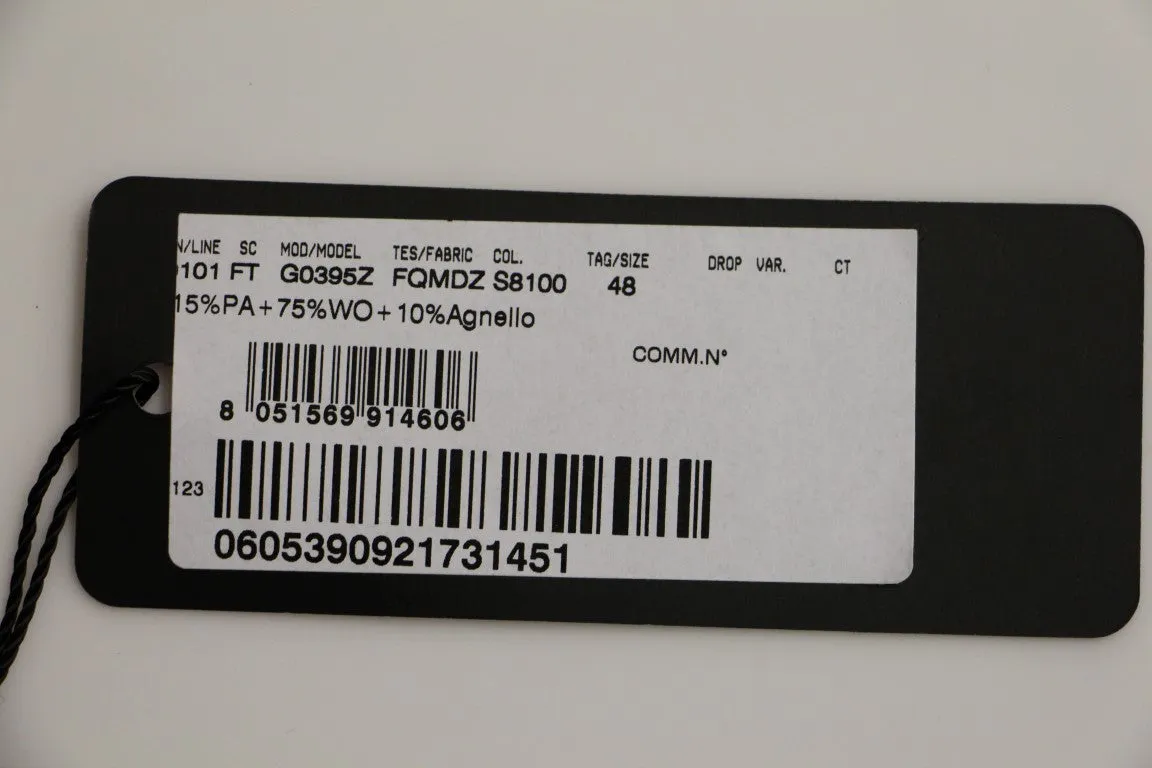 N/LINE SC MOD/MODEL TES/FABRIC COL. TAG/SIZE DROP VAR. CT
101 FT G0395Z FQMDZ S8100 48
15%PA+75%WO+10%Agnello
COMM.N°
8 051569 914606
123
0605390921731451